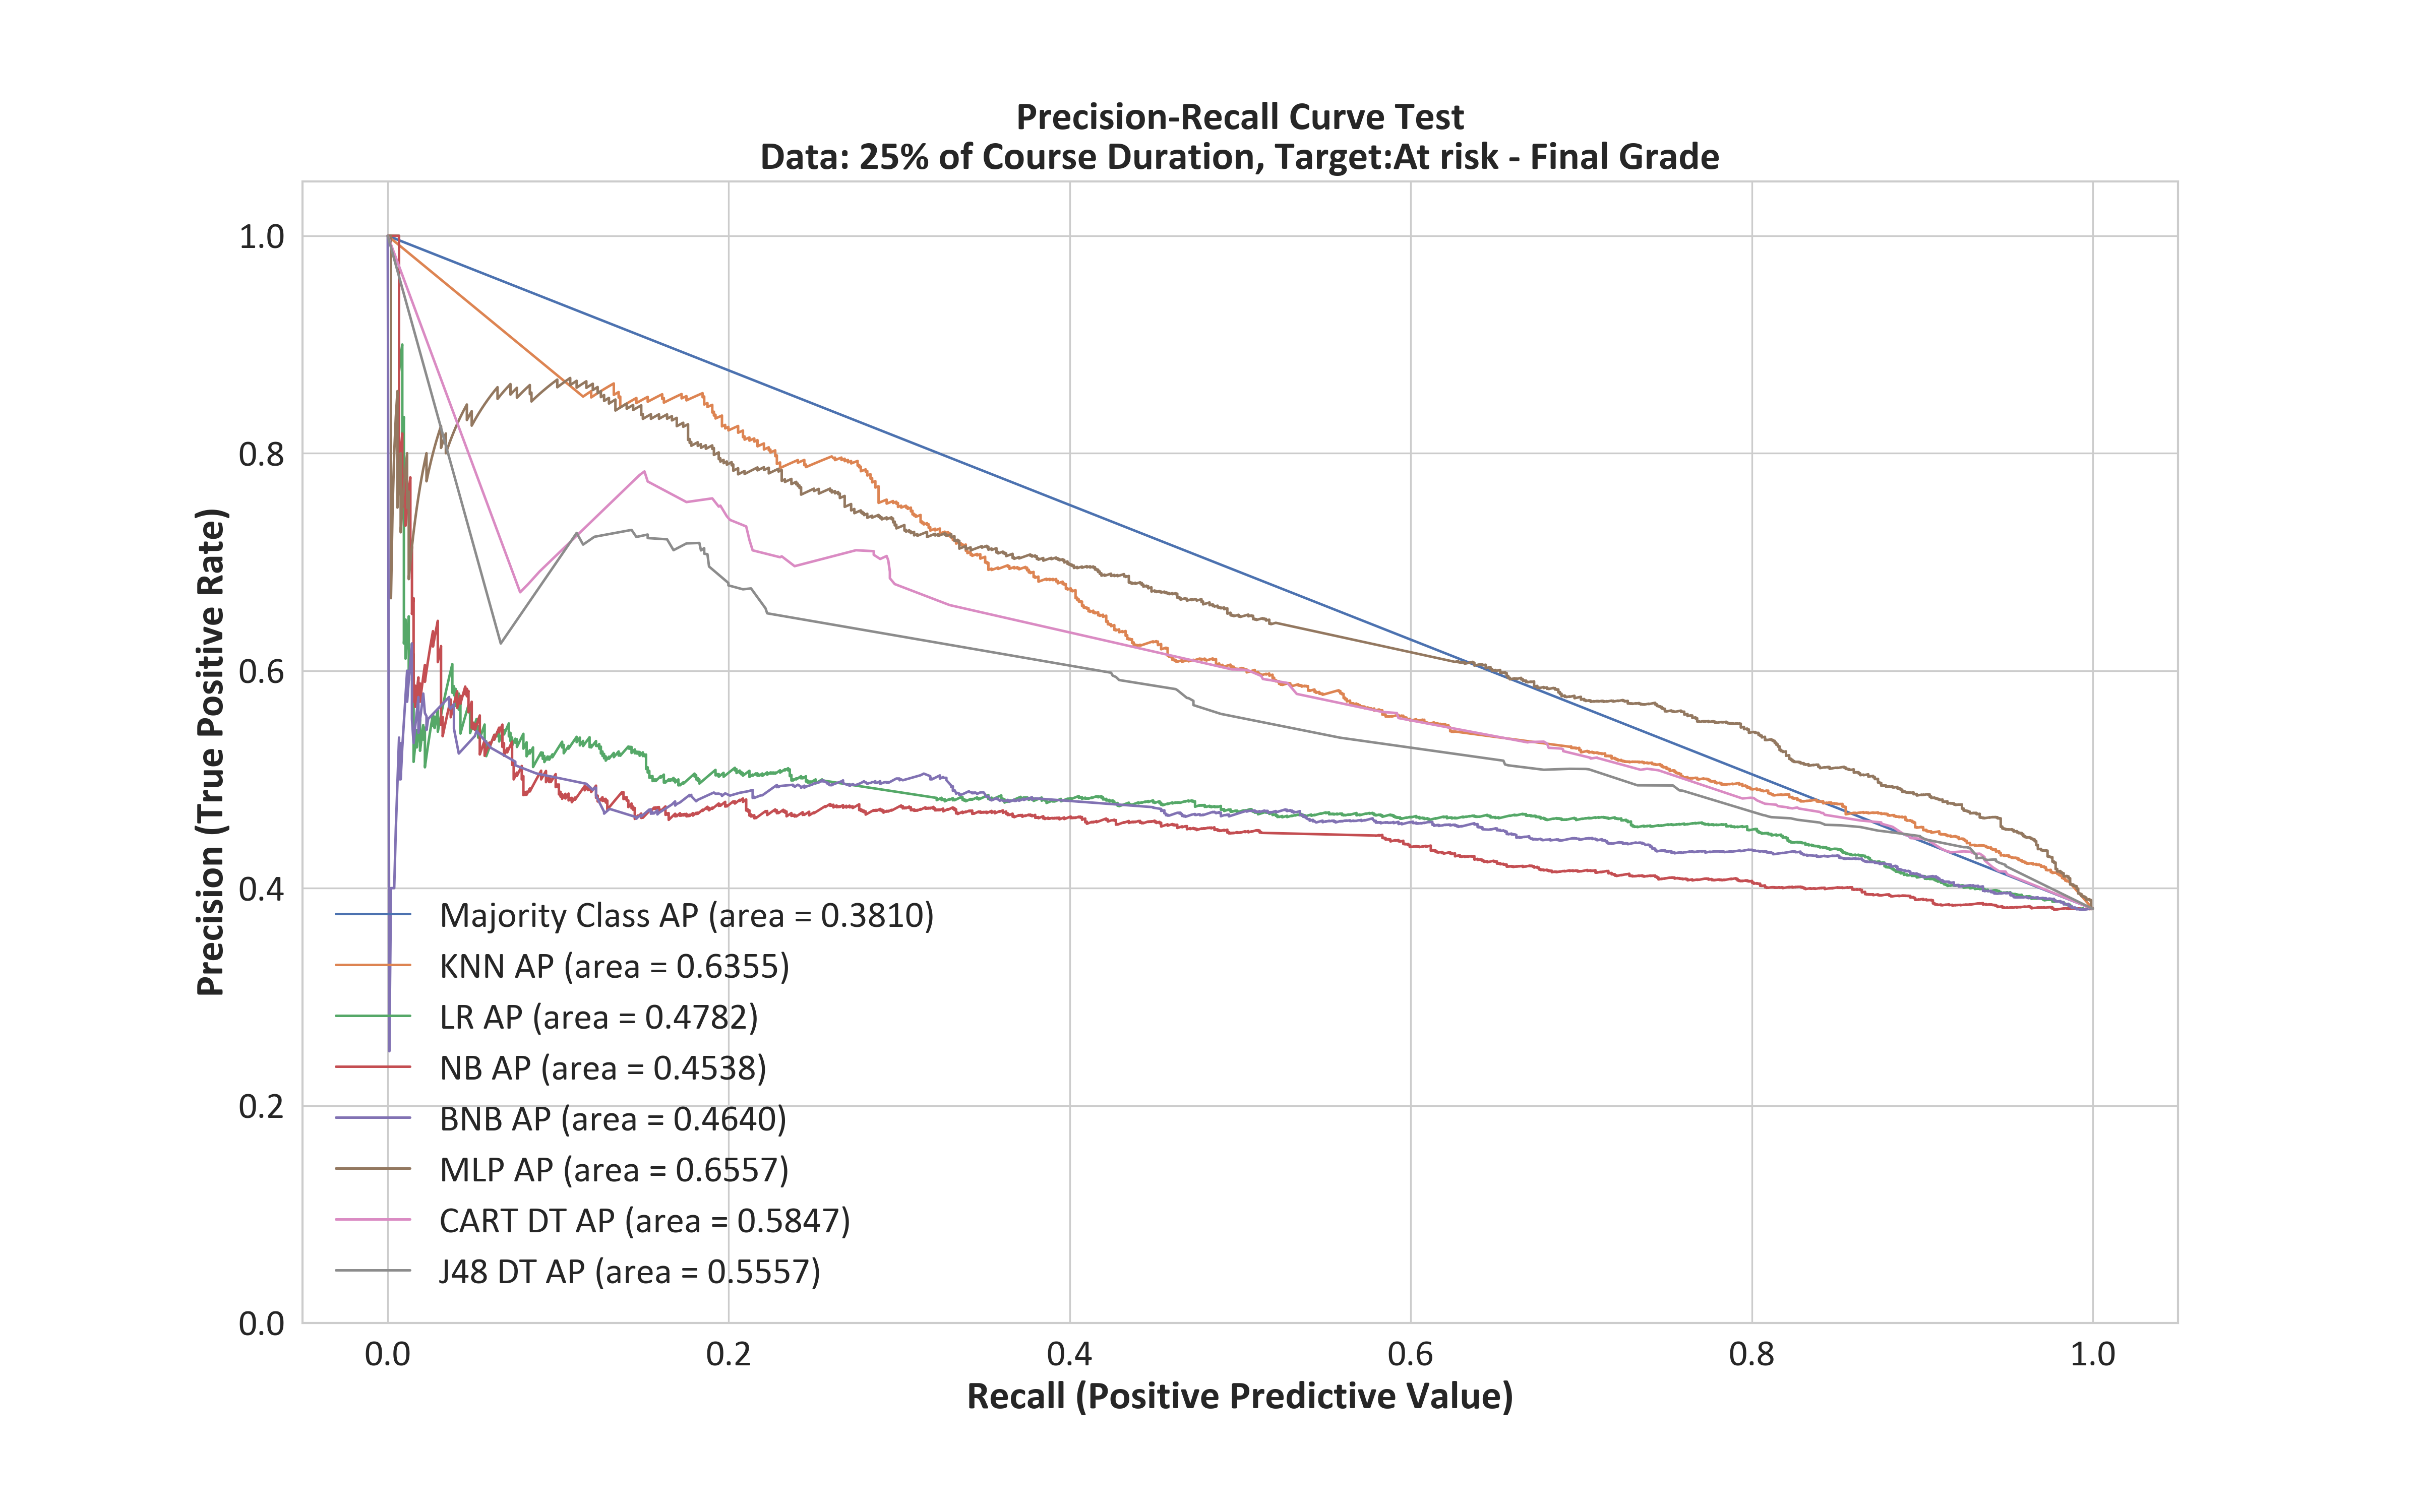 Precision-Recall Curve Test
Data: 25% of Course Duration, Target:At risk - Final Grade
Precision (True Positive Rate)
1.0
0.8
0.6
0.4
0.2
0.0
Majority Class AP (area = 0.3810)
KNN AP (area = 0.6355)
LR AP (area = 0.4782)
NB AP (area = 0.4538)
BNB AP (area = 0.4640)
MLP AP (area = 0.6557)
CART DT AP (area = 0.5847)
J48 DT AP (area = 0.5557)
0.0 0.2 0.4 0.6 0.8 1.0
Recall (Positive Predictive Value)